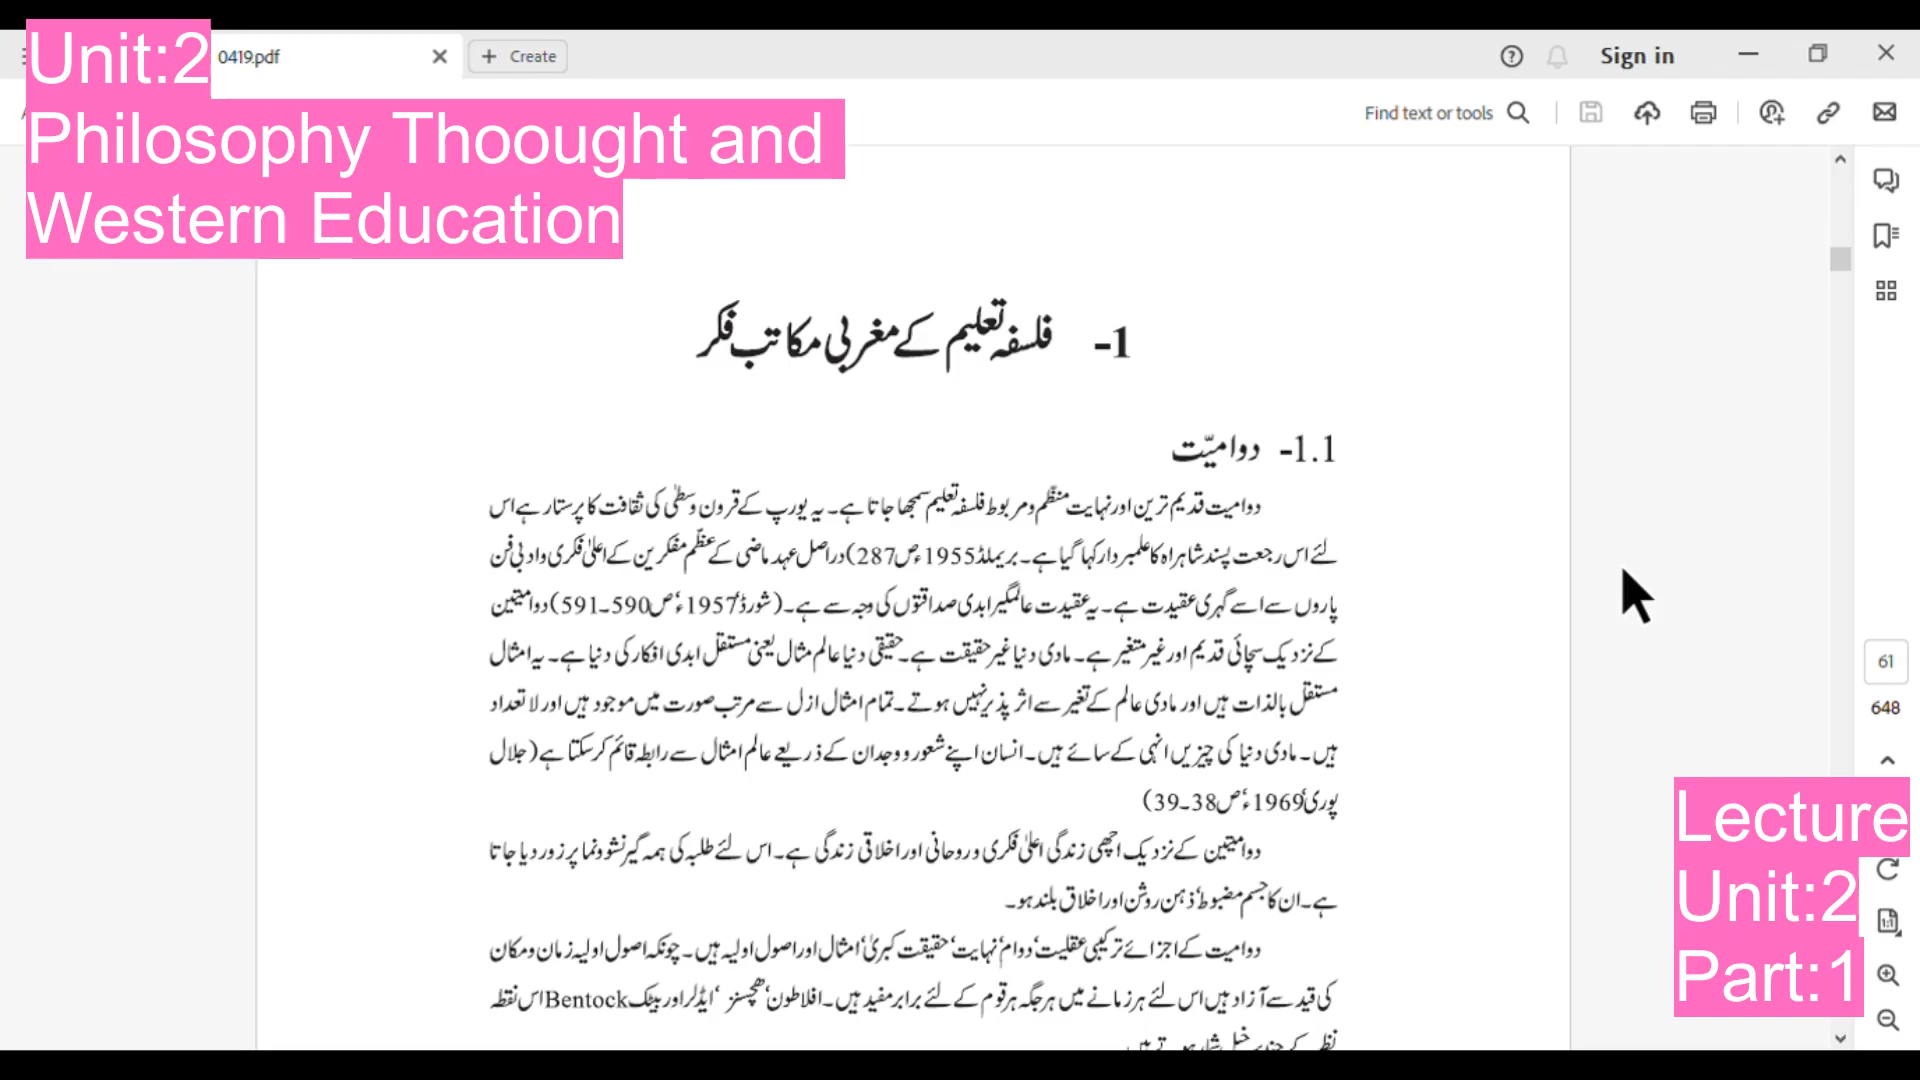 Unit:2
Philosophy Thoought and
Western Education
0419.pdf
Create
Sign in
Find text or tools
1- فلسفہ تعلیم کے مغربی مکاتب فکر
1.1- دوامیّت
دوامیت قدیم ترین اور نہایت منظّم و مربوط فلسفہ تعلیم سمجھا جاتا ہے۔ یہ یورپ کے قرون وسطیٰ کی ثقافت کا پرستار ہے اس
لئے اس رجعت پسند شاہراہ کا علمبردار کہا گیا ہے۔ بریملڈ 1955ء ص287) دراصل عہد ماضی کے عظّم مفکرین کے اعلیٰ فکری و ادبی فن
پاروں سے اسے گہری عقیدت ہے۔ یہ عقیدت عالمگیر ابدی صداقتوں کی وجہ سے ہے۔ (شورڈ‘ 1957ء‘ ص590۔591) دوامیتین
کے نزدیک سچائی قدیم اور غیر متغیر ہے۔ مادی دنیا غیر حقیقت ہے۔ حقیقی دنیا عالم مثال یعنی مستقل ابدی افکار کی دنیا ہے۔ یہ امثال
مستقل بالذات ہیں اور مادی عالم کے تغیر سے اثر پذیر نہیں ہوتے۔ تمام امثال ازل سے مرتب صورت میں موجود ہیں اور لا تعداد
ہیں۔ مادی دنیا کی چیزیں انہی کے سائے ہیں۔ انسان اپنے شعور و وجدان کے ذریعے عالم امثال سے رابطہ قائم کر سکتا ہے (جلال
پوری‘ 1969ء‘ ص38۔39)
دوامیتین کے نزدیک اچھی زندگی اعلیٰ فکری و روحانی اور اخلاقی زندگی ہے۔ اس لئے طلبہ کی ہمہ گیر نشوونما پر زور دیا جاتا
ہے۔ ان کا جسم مضبوط‘ ذہن روشن اور اخلاق بلند ہو۔
دوامیت کے اجزائے ترکیبی عقلیت‘ دوام‘ نہایت‘ حقیقت کبریٰ‘ امثال اور اصول اولیہ ہیں۔ چونکہ اصول اولیہ زمان و مکان
کی قید سے آزاد ہیں اس لئے ہر زمانے میں ہر جگہ ہر قوم کے لئے برابر مفید ہیں۔ افلاطون‘ ھچنسز‘ ایڈلر اور بینٹک Bentock اس نقطہ
61
648
Lecture
Unit:2
Part:1